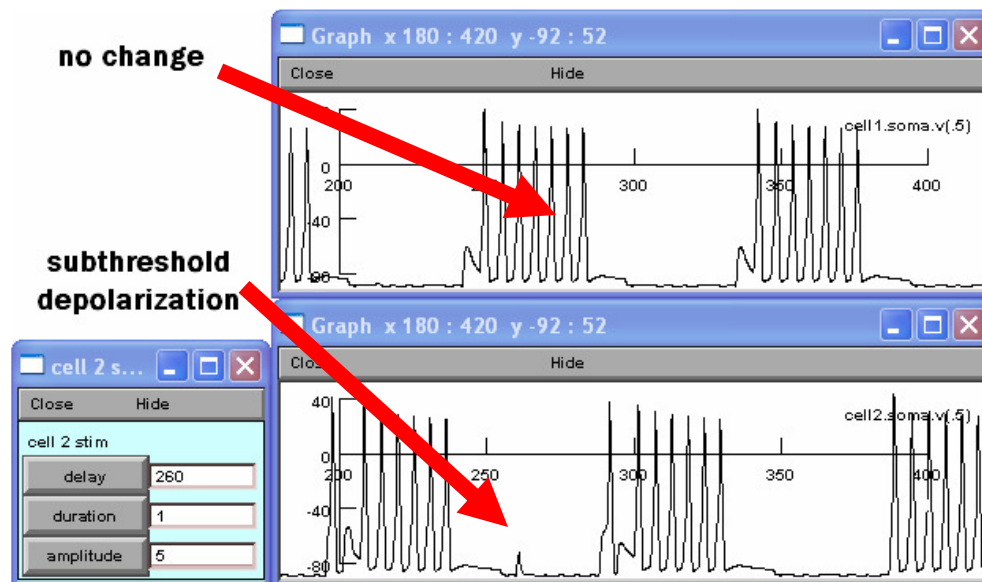 no change
Graph x 180 : 420 y -92 : 52
Close Hide
cell1.soma.v(.5)
0
200 300 350 400
-40
-80
subthreshold
depolarization
Graph x 180 : 420 y -92 : 52
Hide
40
cell2.soma.v(.5)
0
200 250 300 350 400
-40
-80
cell 2 s...
Close Hide
cell 2 stim
delay 260
duration 1
amplitude 5